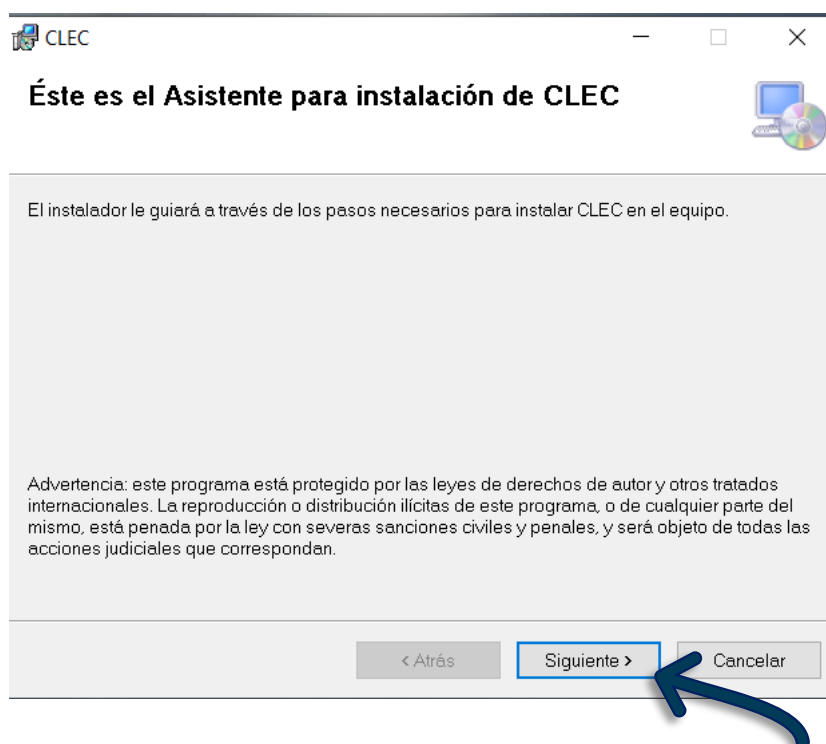 CLEC
Éste es el Asistente para instalación de CLEC
El instalador le guiará a través de los pasos necesarios para instalar CLEC en el equipo.
Advertencia: este programa está protegido por las leyes de derechos de autor y otros tratados
internacionales. La reproducción o distribución ilícitas de este programa, o de cualquier parte del
mismo, está penada por la ley con severas sanciones civiles y penales, y será objeto de todas las
acciones judiciales que correspondan.
< Atrás Siguiente > Cancelar